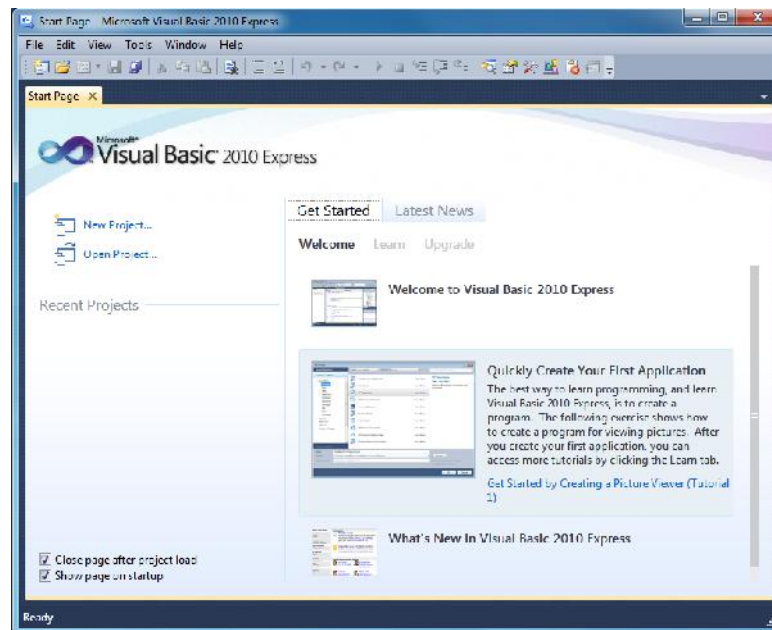 Start Page - Microsoft Visual Basic 2010 Express
File Edit View Tools Window Help
Start Page
Microsoft
Visual Basic 2010 Express
New Project...
Open Project...
Recent Projects
Get Started Latest News
Welcome Learn Upgrade
Welcome to Visual Basic 2010 Express
Quickly Create Your First Application
The best way to learn programming, and learn
Visual Basic 2010 Express, is to create a
program. The following exercise shows how
to create a program for viewing pictures. After
you create your first application, you can
access more tutorials by clicking the Learn tab.
Get Started by Creating a Picture Viewer (Tutorial
1)
What's New in Visual Basic 2010 Express
Close page after project load
Show page on startup
Ready